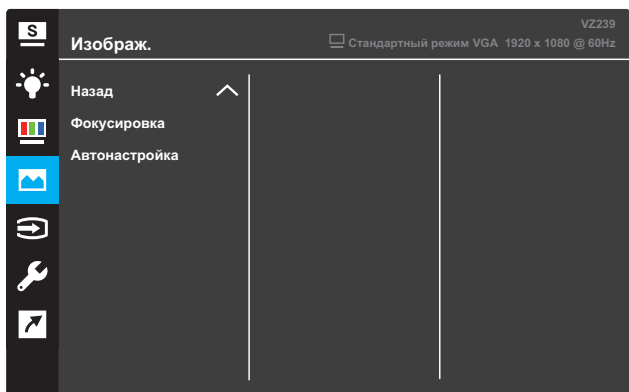 S
VZ239
Изображ.
Стандартный режим VGA 1920 x 1080 @ 60Hz
Назад
Фокусировка
Автонастройка